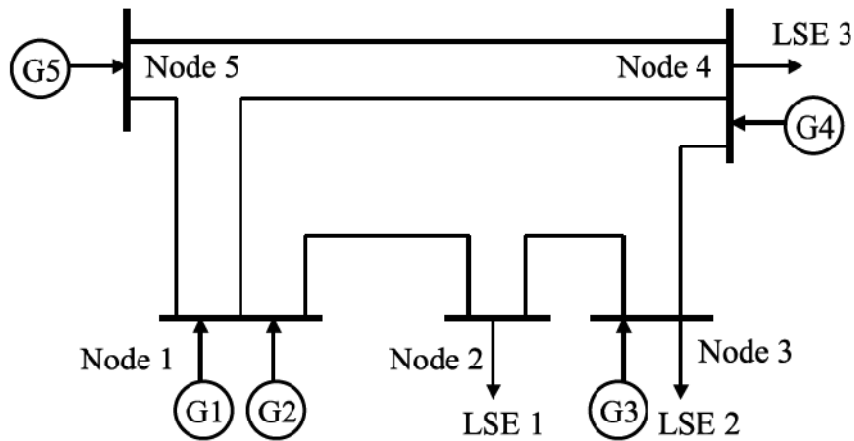 LSE 3
G5
Node 5
Node 4
G4
Node 1
Node 2
Node 3
G1
G2
LSE 1
G3
LSE 2